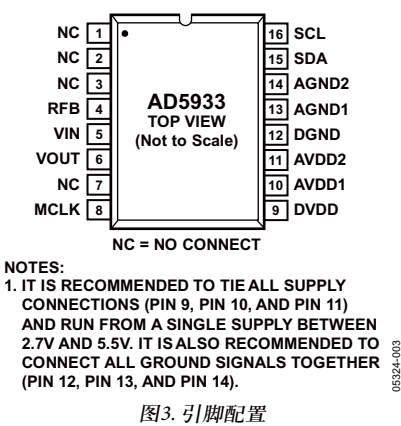 NC 1
NC 2
NC 3
RFB 4
VIN 5
VOUT 6
NC 7
MCLK 8
AD5933
TOP VIEW
(Not to Scale)
16 SCL
15 SDA
14 AGND2
13 AGND1
12 DGND
11 AVDD2
10 AVDD1
9 DVDD
NC = NO CONNECT
NOTES:
1. IT IS RECOMMENDED TO TIE ALL SUPPLY
CONNECTIONS (PIN 9, PIN 10, AND PIN 11)
AND RUN FROM A SINGLE SUPPLY BETWEEN
2.7V AND 5.5V. IT IS ALSO RECOMMENDED TO
CONNECT ALL GROUND SIGNALS TOGETHER
(PIN 12, PIN 13, AND PIN 14).
05324-003
图3. 引脚配置